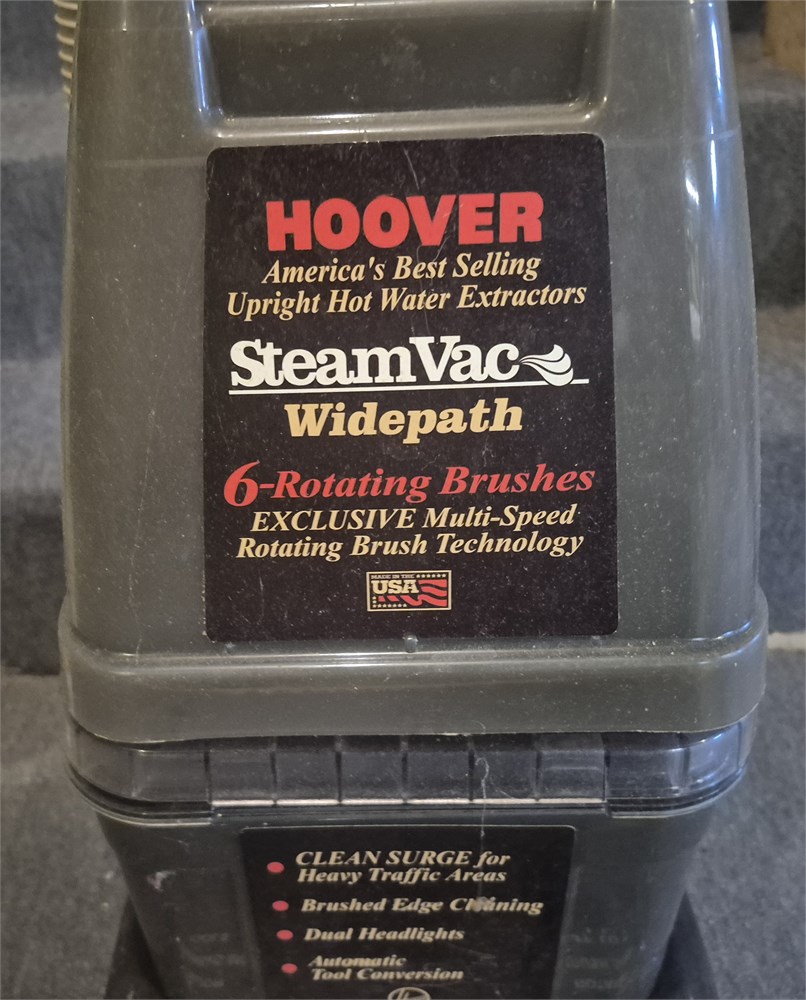 HOOVER
America's Best Selling
Upright Hot Water Extractors
SteamVac
Widepath
6-Rotating Brushes
EXCLUSIVE Multi-Speed
Rotating Brush Technology
MADE IN THE
USA
CLEAN SURGE for
Heavy Traffic Areas
Brushed Edge Cleaning
Dual Headlights
Automatic
Tool Conversion